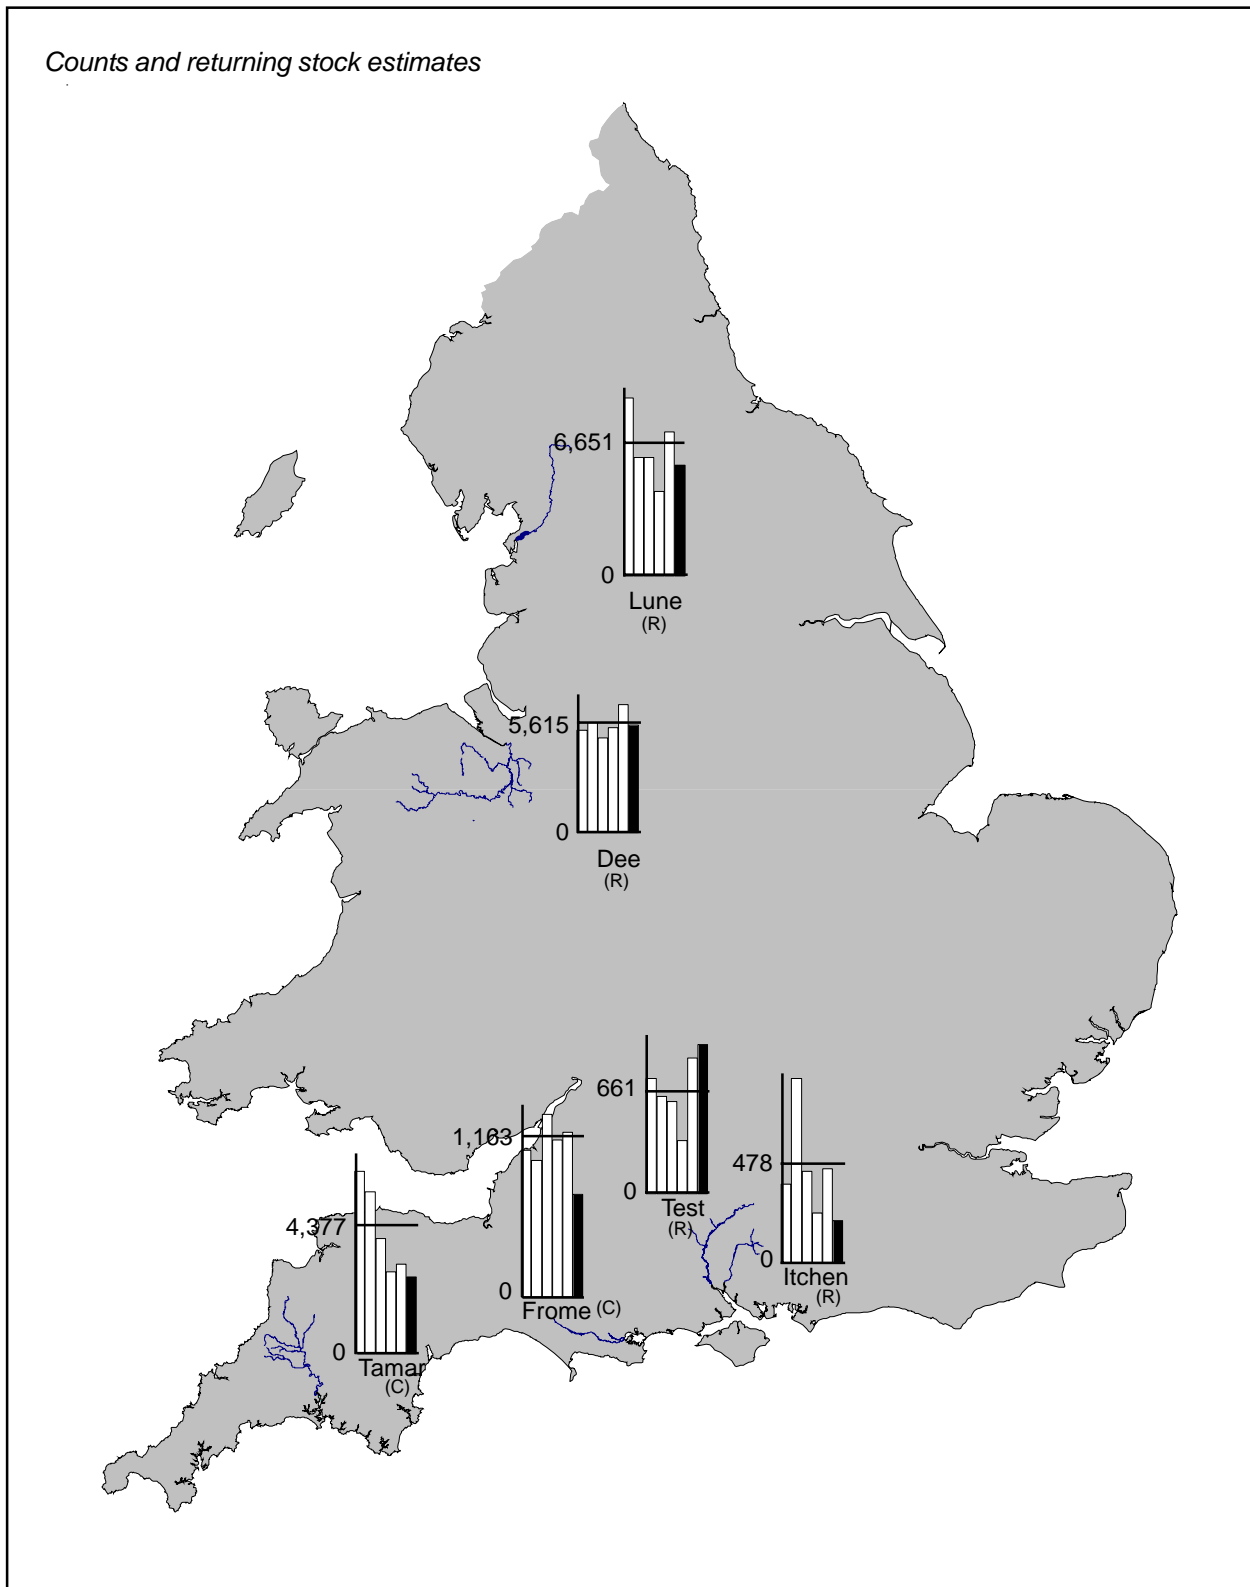 Counts and returning stock estimates
6,651
0
Lune
(R)
5,615
0
Dee
(R)
661
0
Test
(R)
478
0
Itchen
(R)
1,163
0
Frome (C)
4,377
0
Tamar
(C)